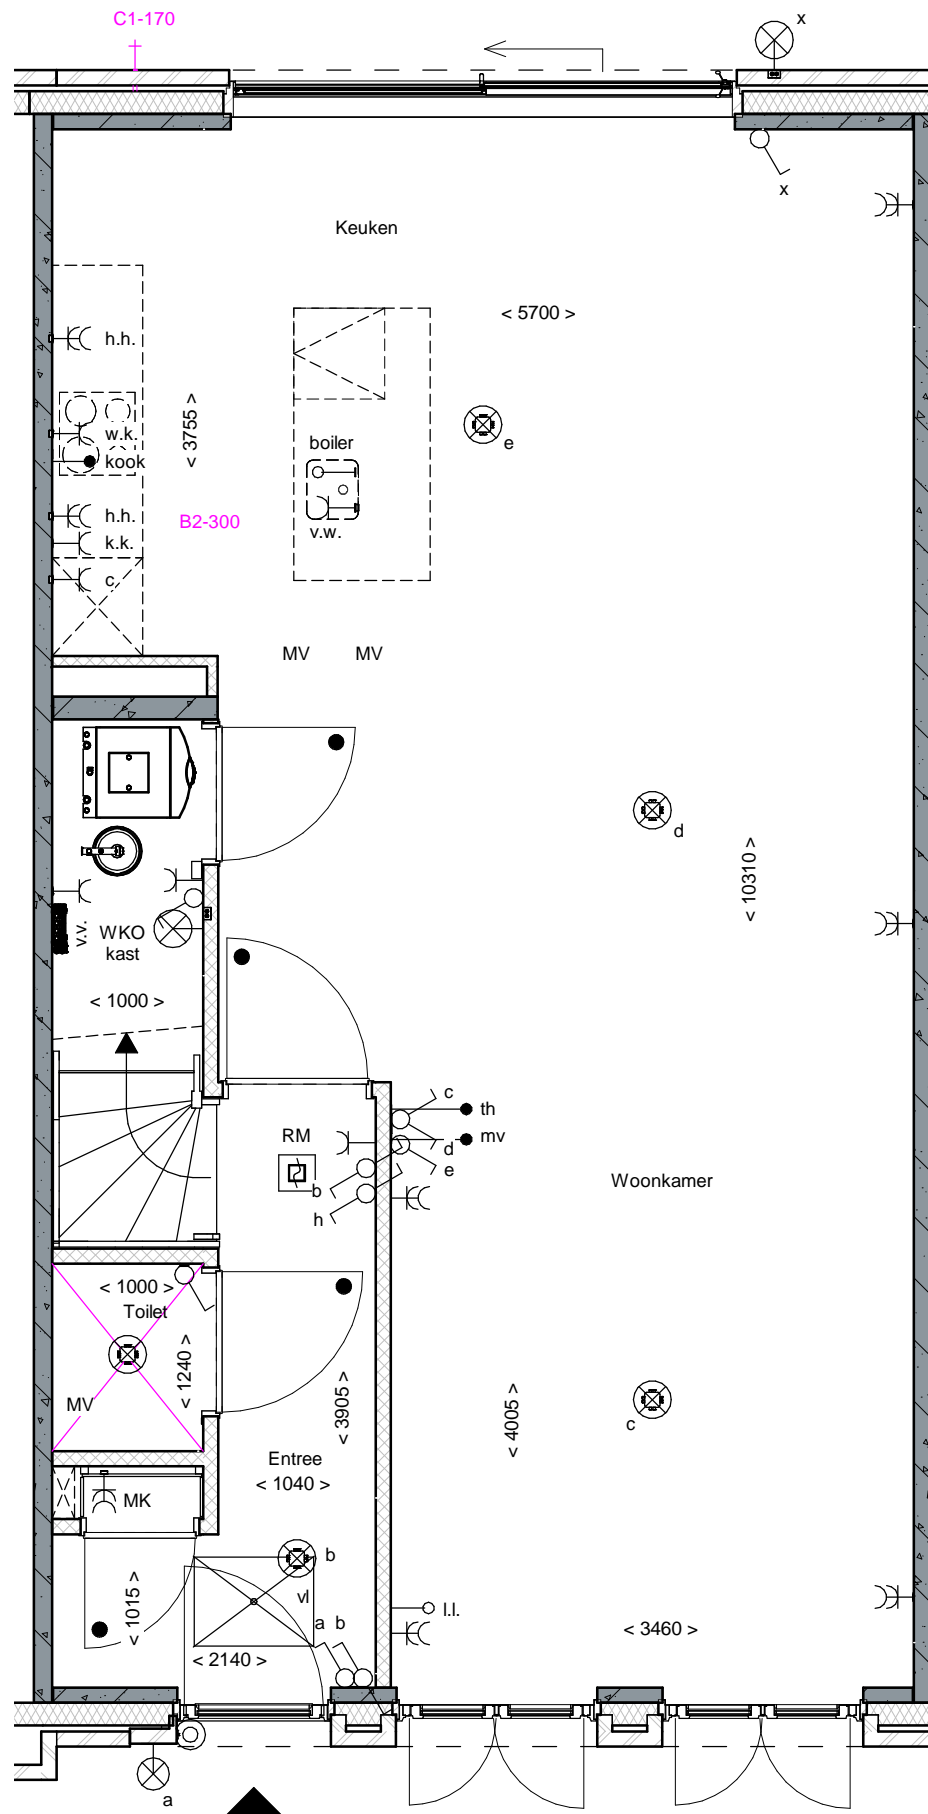 C1-170
x
x
Keuken
< 5700 >
h.h.
< 3755 >
w.k.
kook
boiler
e
h.h.
B2-300
v.w.
k.k.
c
MV MV
d
< 10310 >
v.v.
WKO
kast
< 1000 >
c
th
RM
mv
d
e
b
h
Woonkamer
< 1000 >
Toilet
< 1240 >
MV
< 3905 >
< 4005 >
c
Entree
< 1040 >
MK
b
vl
< 1015 >
a b
l.l.
< 3460 >
< 2140 >
a